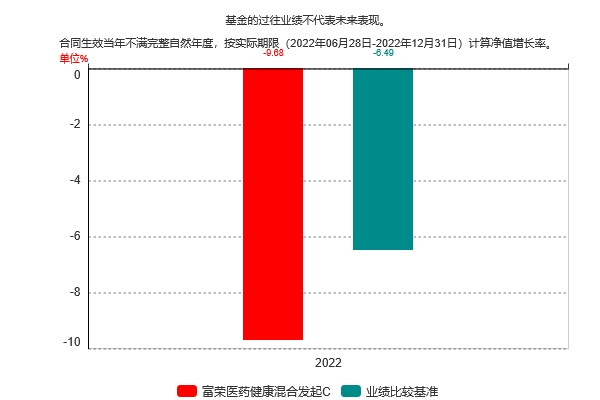 基金的过往业绩不代表未来表现。
合同生效当年不满完整自然年度，按实际期限（2022年06月28日-2022年12月31日）计算净值增长率。
单位%
-9.68
-6.49
0
-2
-4
-6
-8
-10
2022
富荣医药健康混合发起C
业绩比较基准